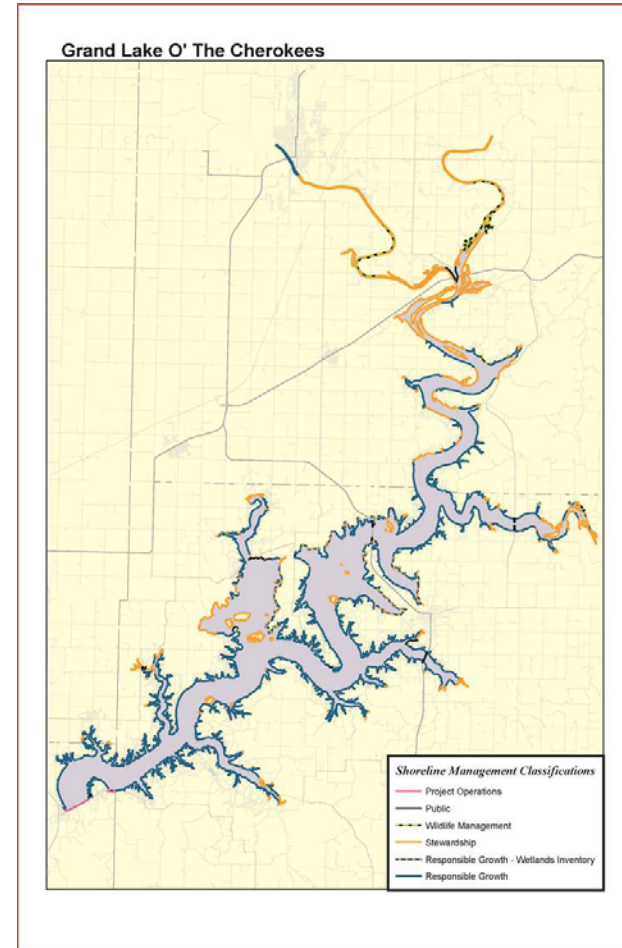 Grand Lake O' The Cherokees
Shoreline Management Classifications
Project Operations
Public
Wildlife Management
Stewardship
Responsible Growth - Wetlands Inventory
Responsible Growth